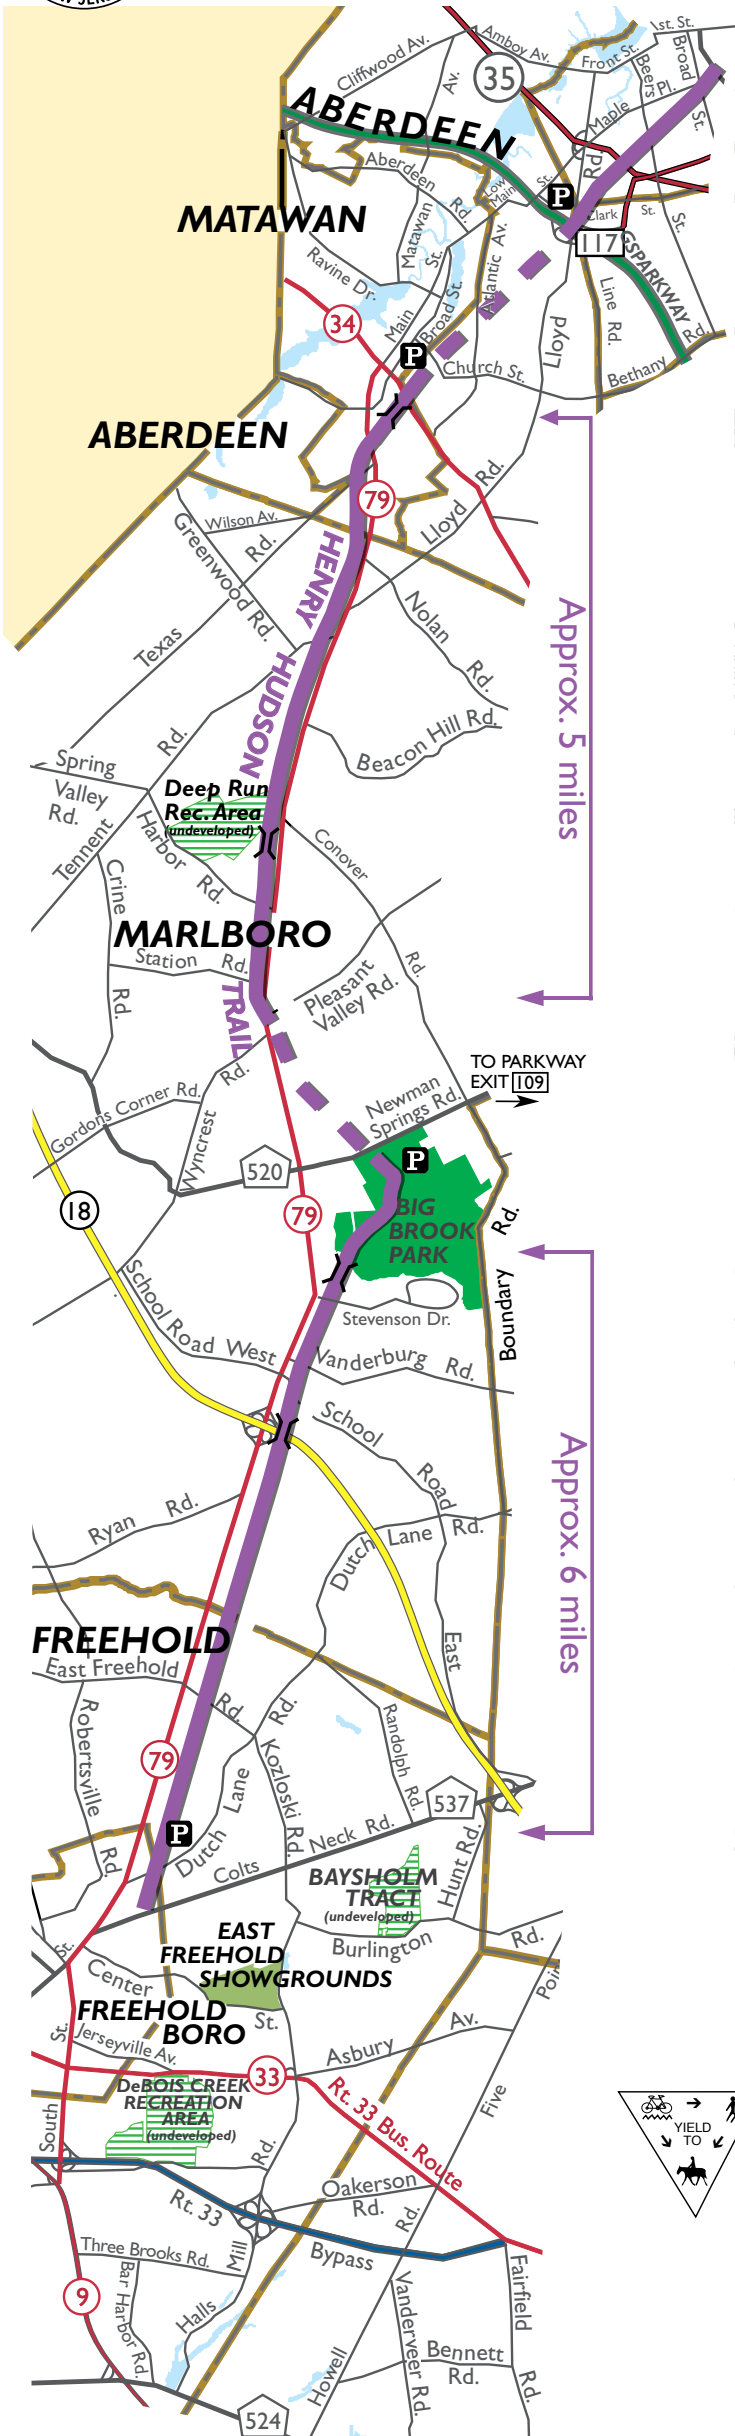 1st. St.
Amboy Av.
Front St.
Broad
St.
Beers
Pl.
Cliffwood Av.
Av.
35
Maple
ABERDEEN
Rd.
Aberdeen
Rd.
Low
Main
St.
P
Clark St.
117
GSPARKWAY
St.
MATAWAN
Matawan
St.
Ravine Dr.
Atlantic Av.
Line Rd.
Rd.
34
Main
Broad St.
Lloyd
P
Church St.
Bethany
ABERDEEN
79
Rd.
Lloyd
Wilson Av.
Rd.
Greenwood Rd.
HENRY
Nolan
Rd.
Approx. 5 miles
Texas
Rd.
HUDSON
Beacon Hill Rd.
Spring
Valley
Rd.
Deep Run
Rec. Area
(undeveloped)
Tennent
Harbor
Rd.
Conover
Rd.
Crine
Rd.
MARLBORO
Station Rd.
Pleasant
Valley Rd.
TRAIL
TO PARKWAY
EXIT 109
Rd.
Newman
Springs Rd.
Gordons Corner Rd.
Wyncrest
520
P
18
79
BIG
BROOK
PARK
Rd.
Boundary
School Road West
Stevenson Dr.
Vanderburg Rd.
School
Road
East
Approx. 6 miles
Ryan Rd.
Dutch Lane Rd.
FREEHOLD
East Freehold
Rd.
Rd.
Robertsville
Rd.
Kozloski Rd.
Randolph Rd.
79
537
P
Dutch Lane
Colts Neck Rd.
Hunt Rd.
BAYSHOLM
TRACT
(undeveloped)
EAST
FREEHOLD
SHOWGROUNDS
Burlington
Rd.
St.
Center
St.
FREEHOLD
BORO
St.
Jerseyville Av.
Asbury Av.
Five
33
DeBOIS CREEK
RECREATION
AREA
(undeveloped)
Rt. 33 Bus. Route
South
YIELD
TO
Rd.
Oakerson
Rd.
Rt. 33
Bypass
Rd.
Three Brooks Rd.
Mill
Bar Harbor Rd.
Fairfield
Rd.
9
Halls
Howell
Vanderveer Rd.
Bennett
Rd.
524